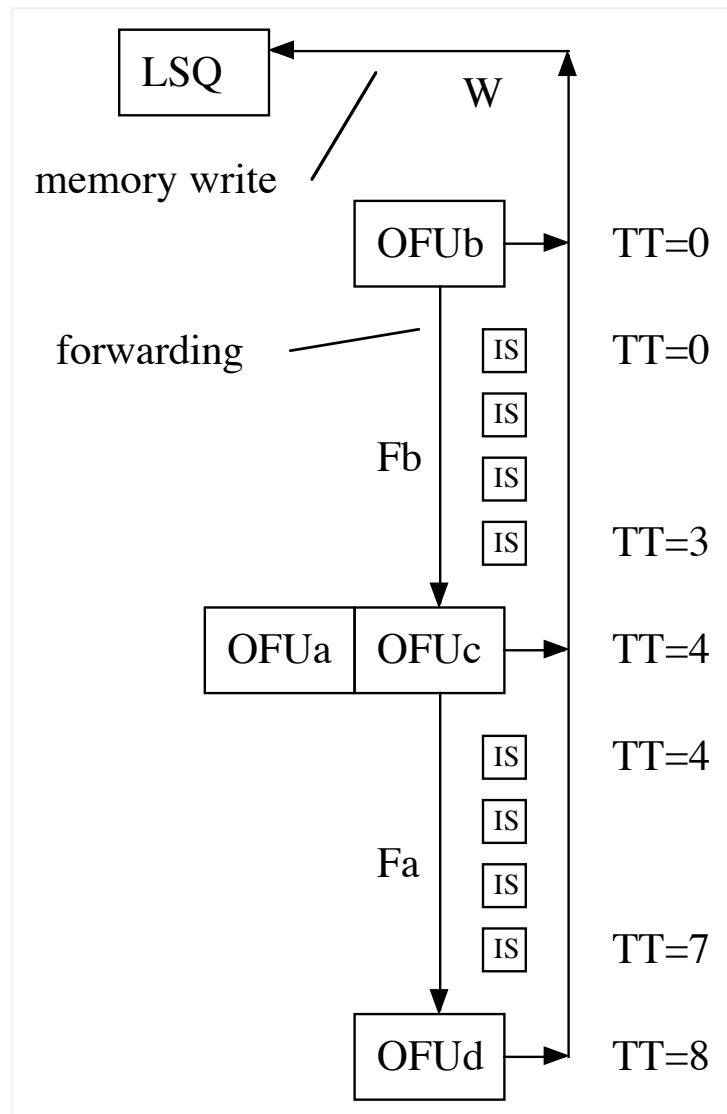 LSQ
W
memory write
OFUb TT=0
forwarding IS TT=0
IS
Fb
IS
IS TT=3
OFUa OFUc TT=4
IS TT=4
IS
Fa
IS
IS TT=7
OFUd TT=8